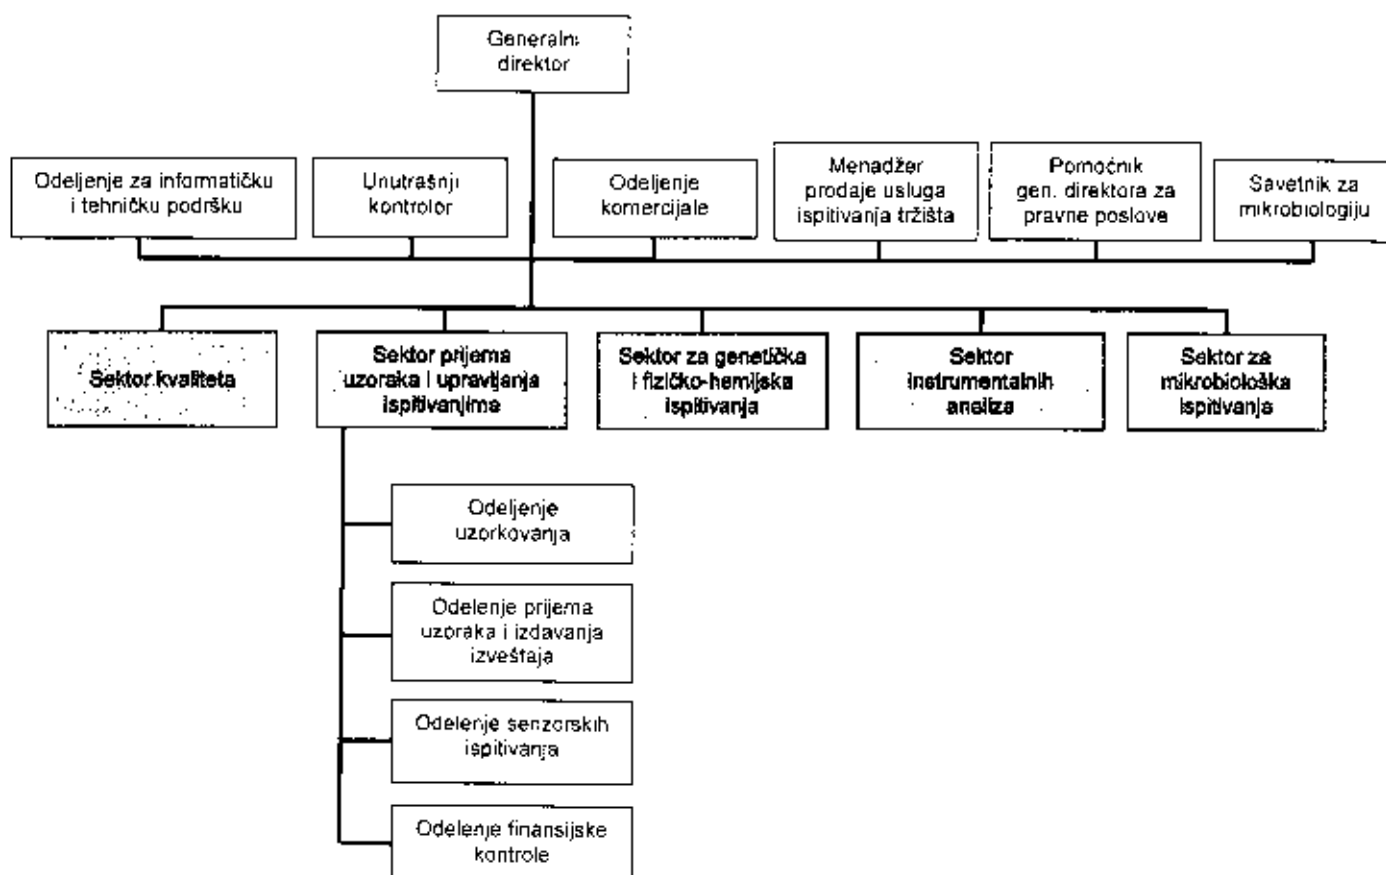 Generalni
direktor
Odeljenje za informatičku
i tehničku podršku
Unutrašnji
kontrolor
Odeljenje
komercijale
Menadžer
prodaje usluga
ispitivanja tržišta
Pomoćnik
gen. direktora za
pravne poslove
Savetnik za
mikrobiologiju
Sektor kvaliteta
Sektor prijema
uzoraka i upravljanja
ispitivanjima
Sektor za genetička
i fizičko-hemijska
ispitivanja
Sektor
instrumentalnih
analiza
Sektor za
mikrobiološka
ispitivanja
Odeljenje
uzorkovanja
Odelenje prijema
uzoraka i izdavanja
izveštaja
Odelenje senzorskih
ispitivanja
Odelenje finansijske
kontrole